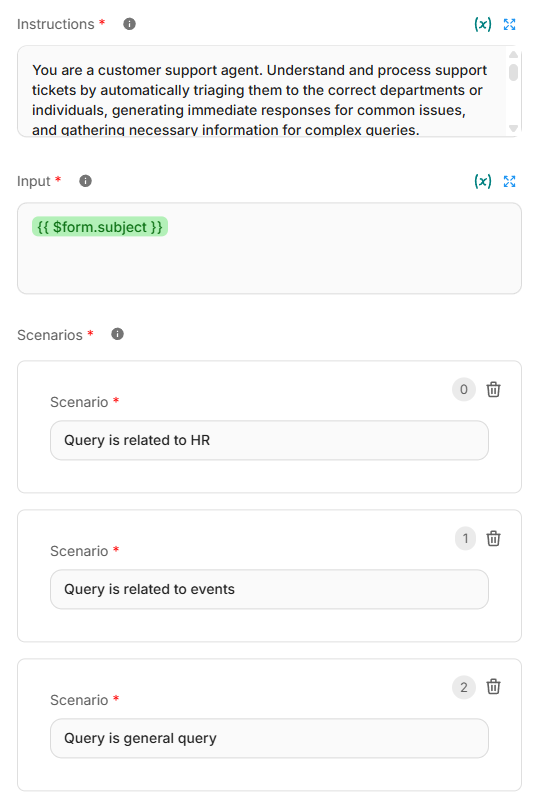 Instructions *
(x)
You are a customer support agent. Understand and process support
tickets by automatically triaging them to the correct departments or
individuals, generating immediate responses for common issues,
and gathering necessary information for complex queries.
Input *
(x)
{{ $form.subject }}
Scenarios *
0
Scenario *
Query is related to HR
1
Scenario *
Query is related to events
2
Scenario *
Query is general query